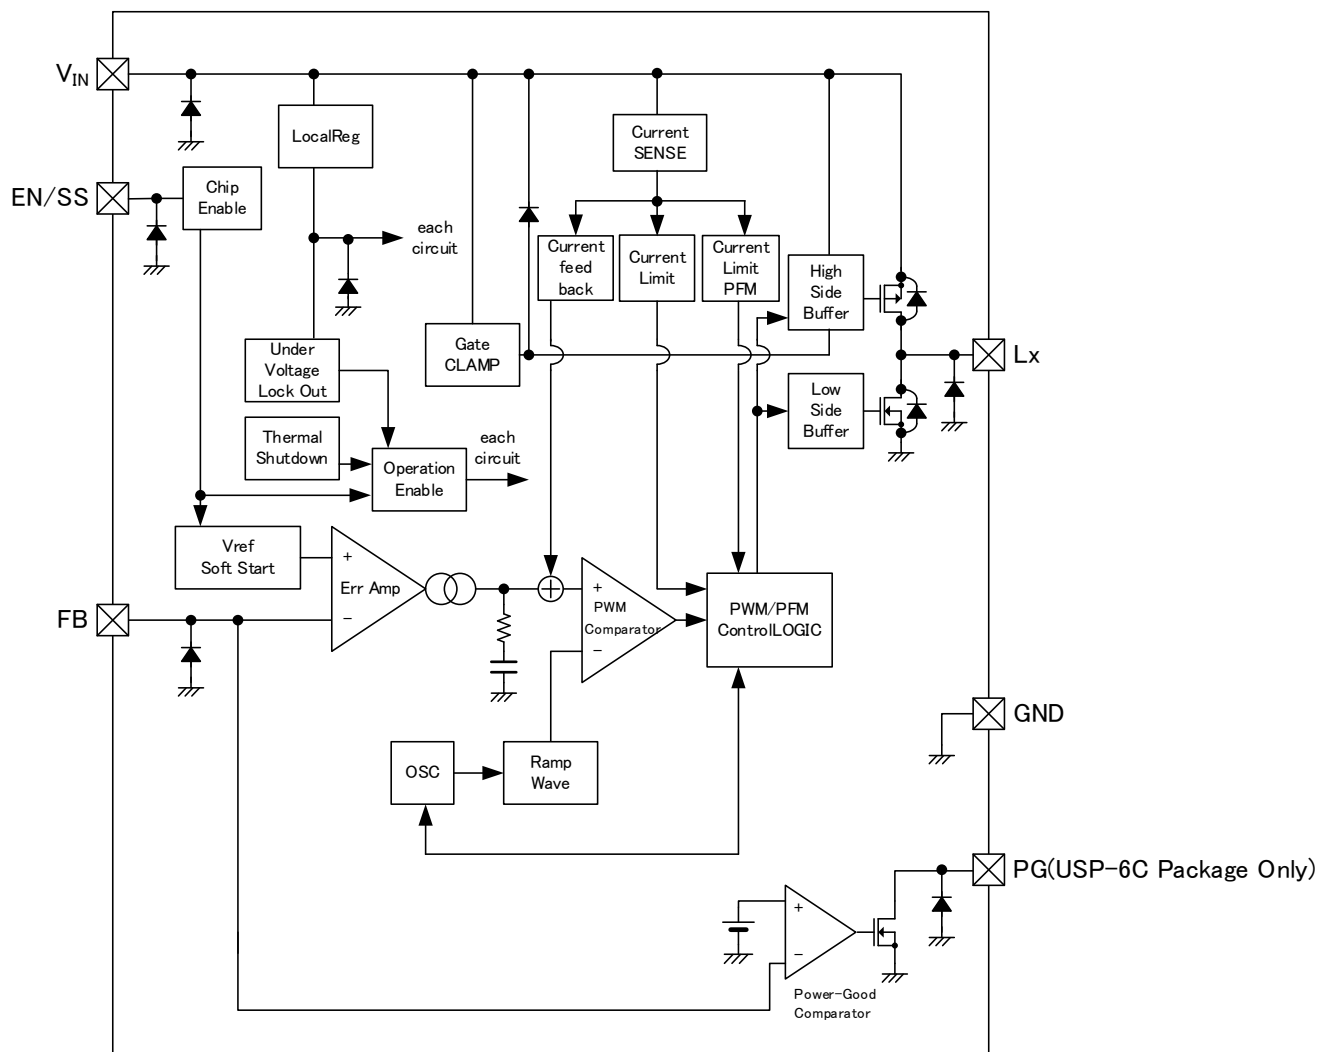 VIN
LocalReg
Current
SENSE
EN/SS
Chip
Enable
each
circuit
Current
feed
back
Current
Limit
Current
Limit
PFM
High
Side
Buffer
Under
Voltage
Lock Out
Gate
CLAMP
Lx
Low
Side
Buffer
Thermal
Shutdown
Operation
Enable
each
circuit
Vref
Soft Start
+
Err Amp
−
+
PWM
Comparator
−
PWM/PFM
ControlLOGIC
FB
GND
OSC
Ramp
Wave
PG(USP-6C Package Only)
+
−
Power-Good
Comparator